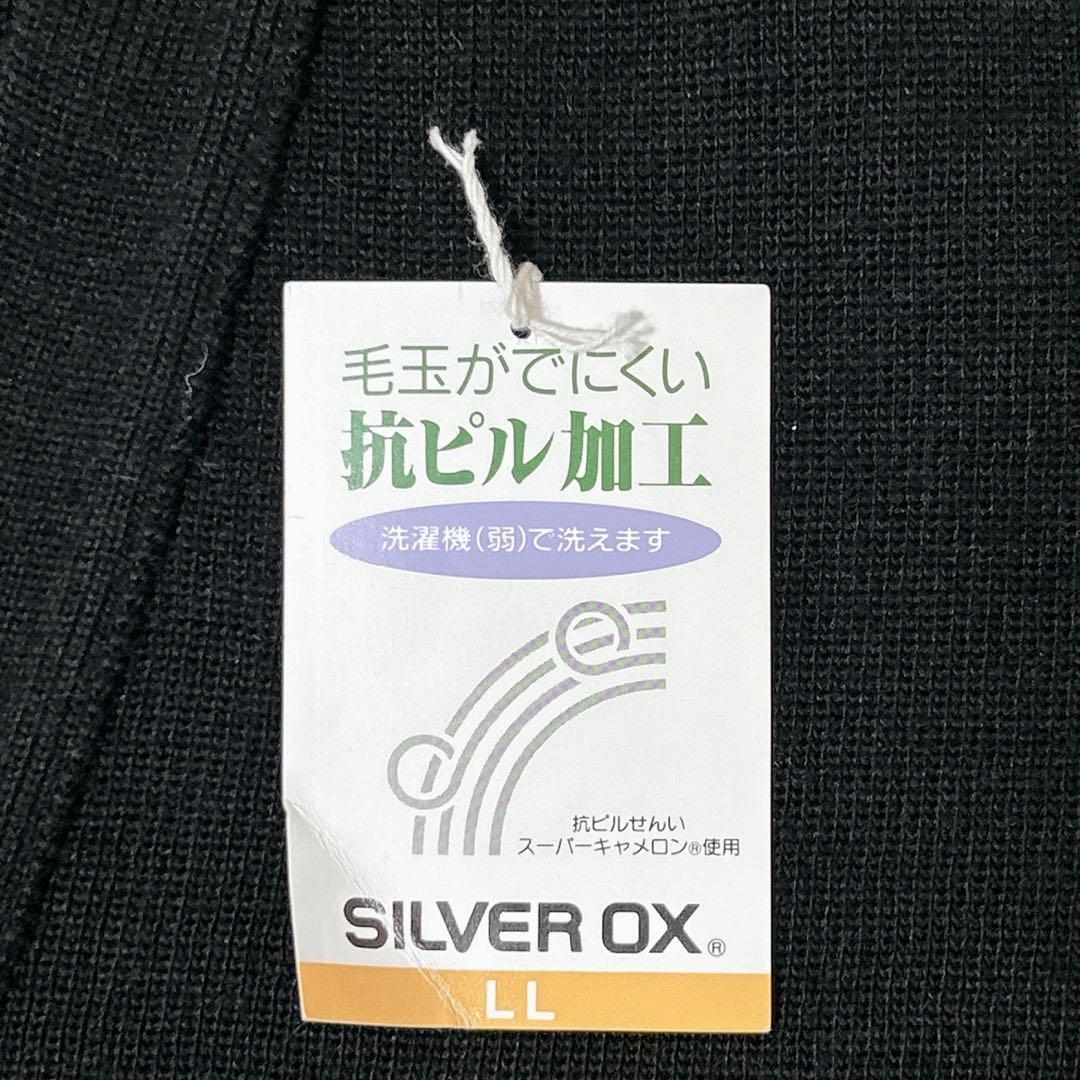 毛玉がでにくい
抗ピル加工
洗濯機(弱)で洗えます
抗ピルせんい
スーパーキャメロン®使用
SILVER OX®
LL